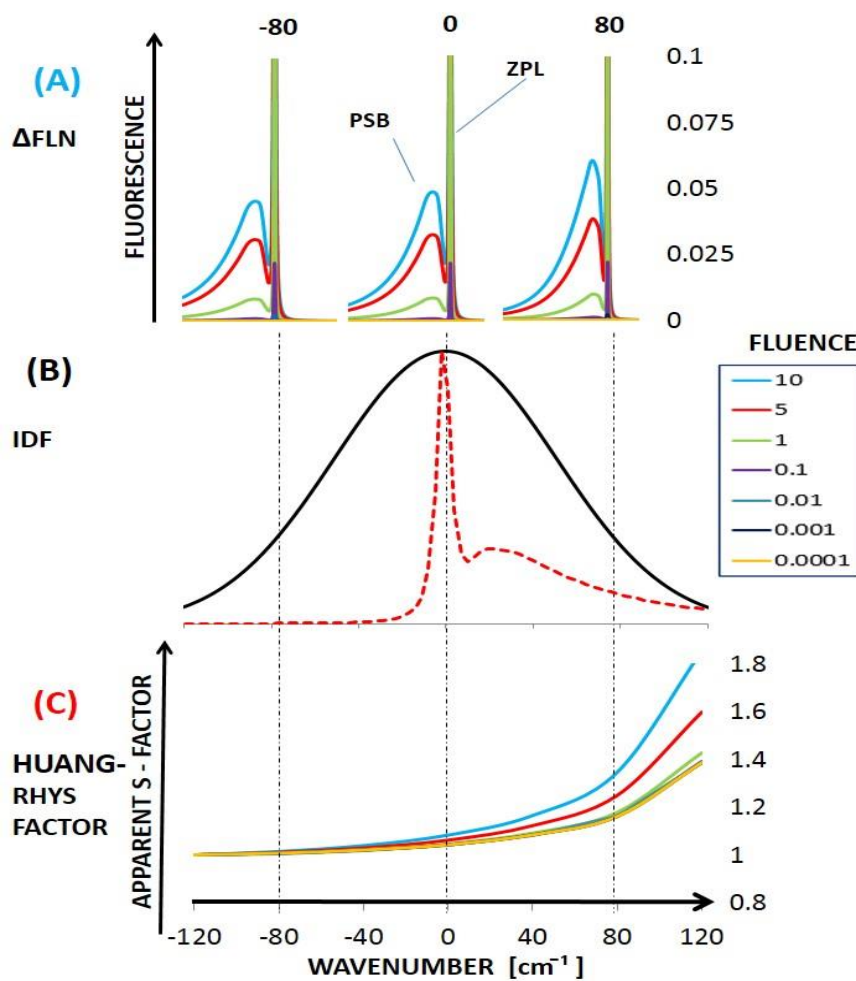 -80 0 80
(A)
ΔFLN
FLUORESCENCE
PSB
ZPL
0.1
0.075
0.05
0.025
0
(B)
IDF
FLUENCE
10
5
1
0.1
0.01
0.001
0.0001
(C)
HUANG-
RHYS
FACTOR
APPARENT S - FACTOR
1.8
1.6
1.4
1.2
1
0.8
-120 -80 -40 0 40 80 120
WAVENUMBER [cm⁻¹]